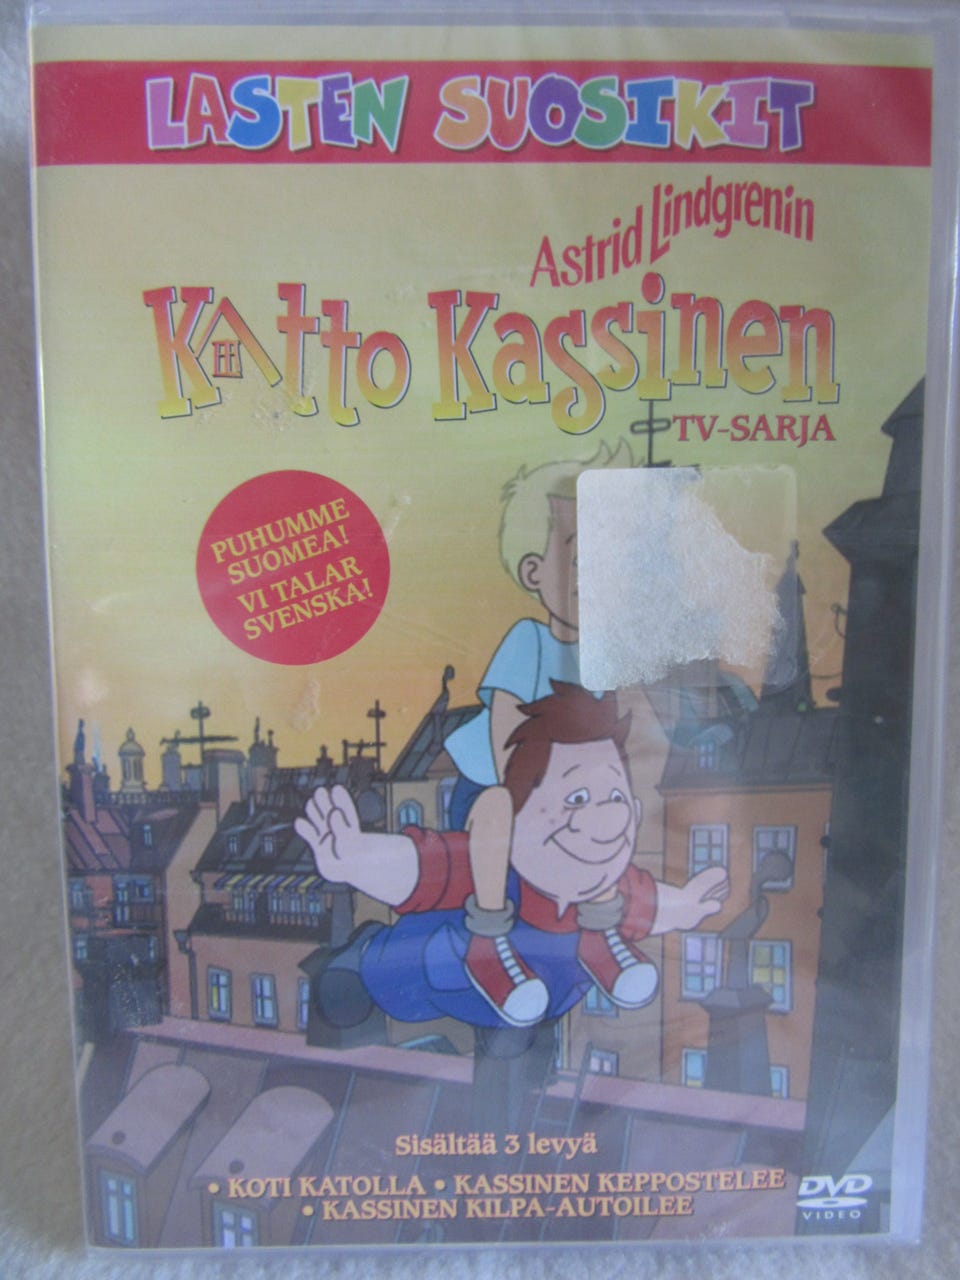 LASTEN SUOSIKIT
Astrid Lindgrenin
Katto Kassinen
TV-SARJA
PUHUMME
SUOMEA!
VI TALAR
SVENSKA!
Sisältää 3 levyä
• KOTI KATOLLA • KASSINEN KEPPOSTELEE
• KASSINEN KILPA-AUTOILEE
DVD
VIDEO